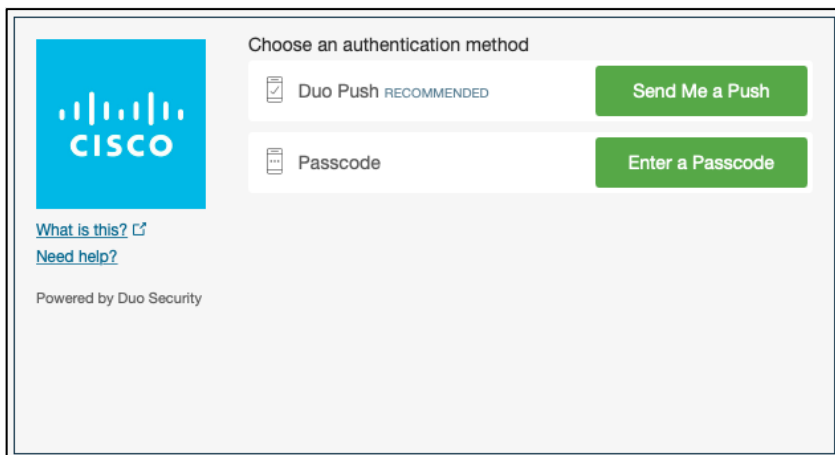 Choose an authentication method
Duo Push RECOMMENDED
Send Me a Push
Passcode
Enter a Passcode
CISCO
What is this?
Need help?
Powered by Duo Security